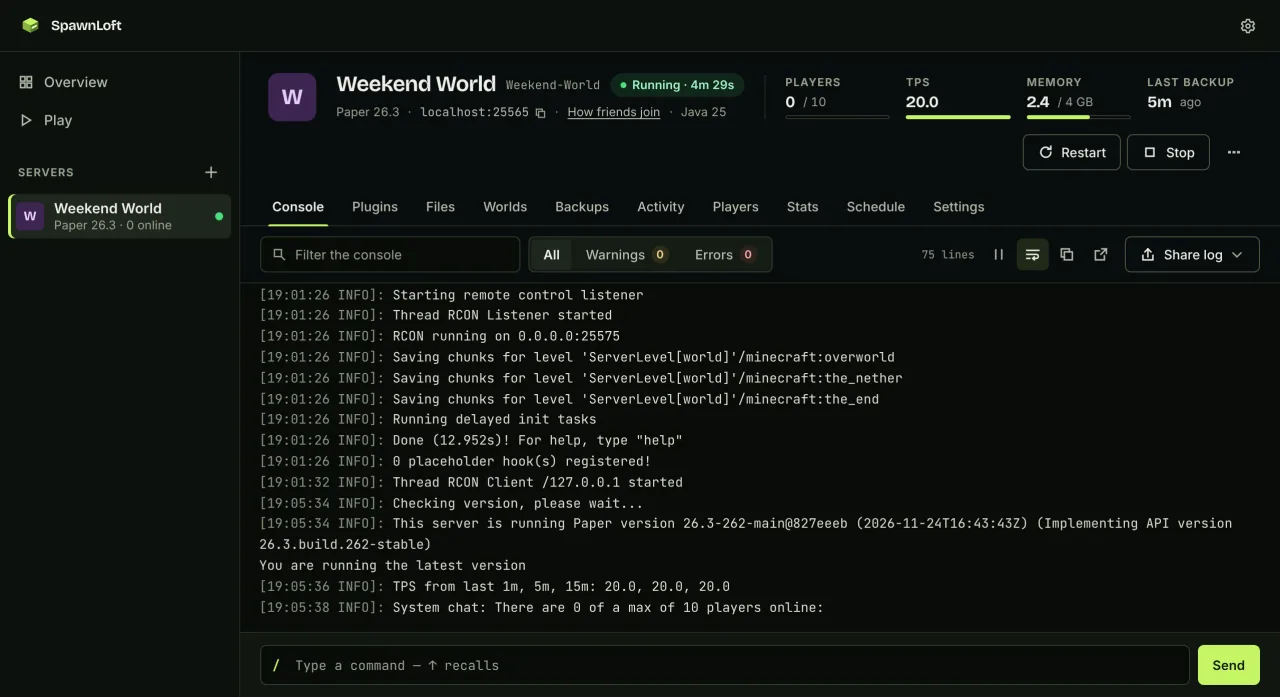 SpawnLoft
Overview
Play
SERVERS
W
Weekend World
Paper 26.3 · 0 online
W
Weekend World Weekend-World Running · 4m 29s
Paper 26.3 · localhost:25565 · How friends join · Java 25
PLAYERS
0 / 10
TPS
20.0
MEMORY
2.4 / 4 GB
LAST BACKUP
5m ago
Restart Stop
Console Plugins Files Worlds Backups Activity Players Stats Schedule Settings
Filter the console All Warnings 0 Errors 0 75 lines Share log
[19:01:26 INFO]: Starting remote control listener
[19:01:26 INFO]: Thread RCON Listener started
[19:01:26 INFO]: RCON running on 0.0.0.0:25575
[19:01:26 INFO]: Saving chunks for level 'ServerLevel[world]'/minecraft:overworld
[19:01:26 INFO]: Saving chunks for level 'ServerLevel[world]'/minecraft:the_nether
[19:01:26 INFO]: Saving chunks for level 'ServerLevel[world]'/minecraft:the_end
[19:01:26 INFO]: Running delayed init tasks
[19:01:26 INFO]: Done (12.952s)! For help, type "help"
[19:01:26 INFO]: 0 placeholder hook(s) registered!
[19:01:32 INFO]: Thread RCON Client /127.0.0.1 started
[19:05:34 INFO]: Checking version, please wait...
[19:05:34 INFO]: This server is running Paper version 26.3-262-main@827eeeb (2026-11-24T16:43:43Z) (Implementing API version
26.3.build.262-stable)
You are running the latest version
[19:05:36 INFO]: TPS from last 1m, 5m, 15m: 20.0, 20.0, 20.0
[19:05:38 INFO]: System chat: There are 0 of a max of 10 players online:
/ Type a command — ↑ recalls
Send